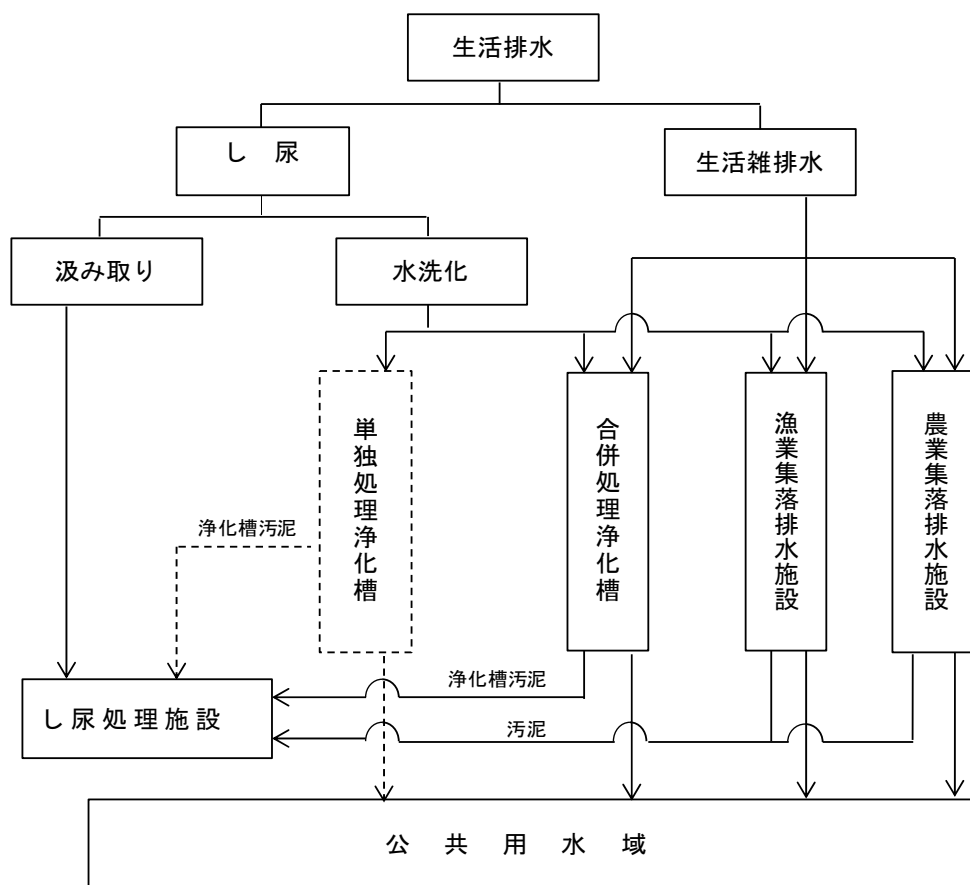 生活排水
し 尿
生活雑排水
汲み取り
水洗化
単独処理浄化槽
合併処理浄化槽
漁業集落排水施設
農業集落排水施設
浄化槽汚泥
浄化槽汚泥
し尿処理施設
汚泥
公 共 用 水 域